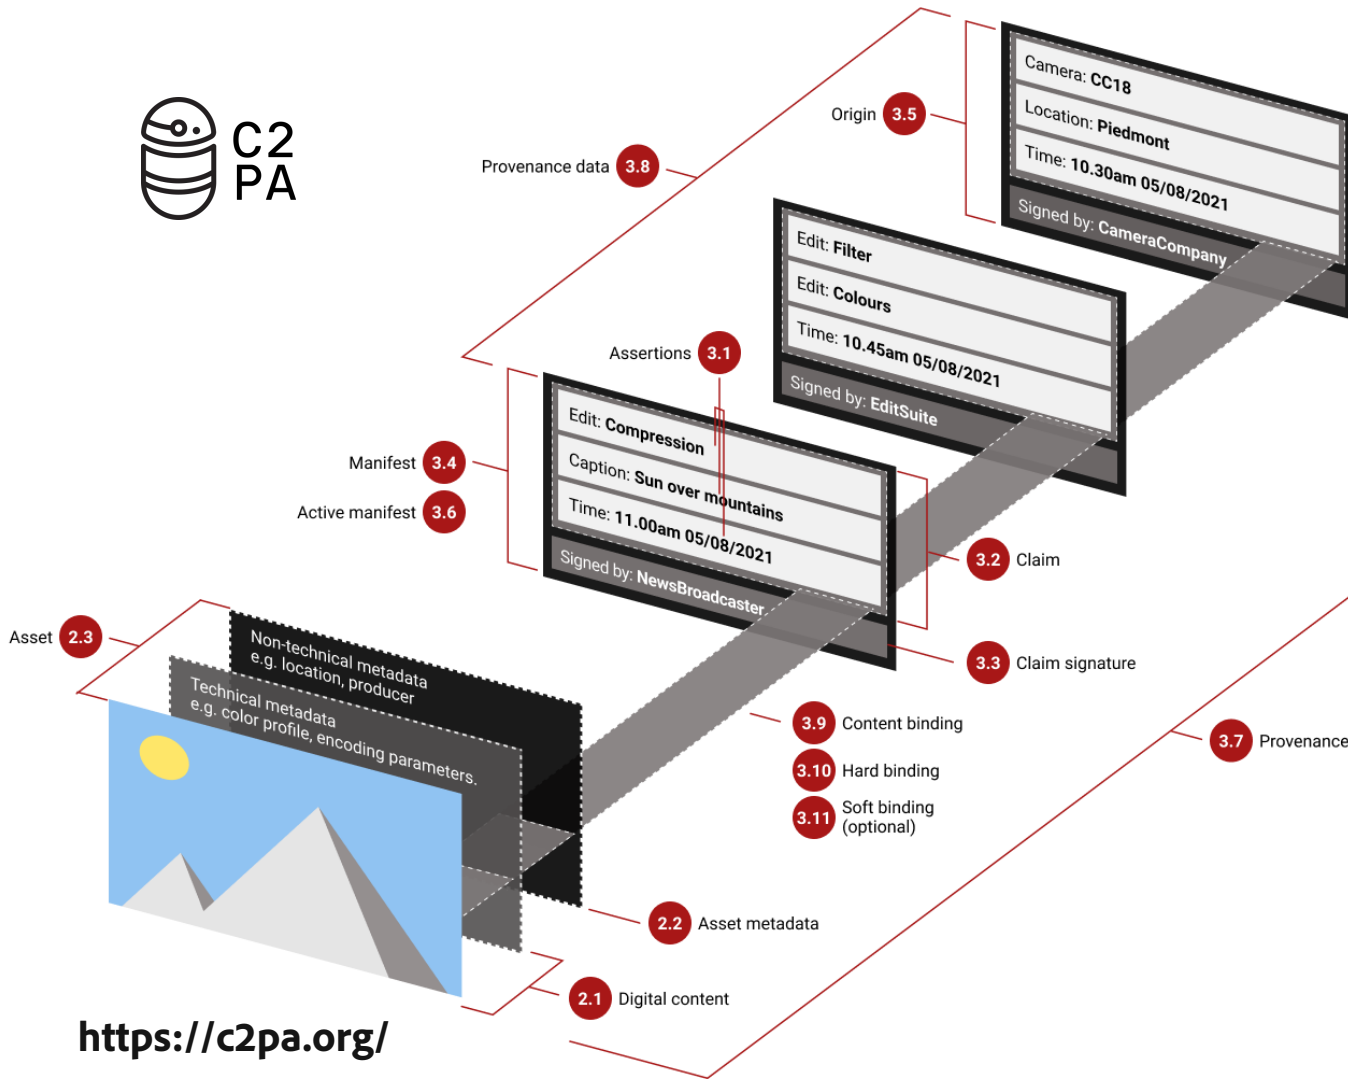 C2
PA
Camera: CC18
Location: Piedmont
Time: 10.30am 05/08/2021
Signed by: CameraCompany
Origin 3.5
Provenance data 3.8
Edit: Filter
Edit: Colours
Time: 10.45am 05/08/2021
Signed by: EditSuite
Assertions 3.1
Edit: Compression
Caption: Sun over mountains
Time: 11.00am 05/08/2021
Signed by: NewsBroadcaster
Manifest 3.4
Active manifest 3.6
3.2 Claim
3.3 Claim signature
Asset 2.3
Non-technical metadata
e.g. location, producer
Technical metadata
e.g. color profile, encoding parameters.
3.9 Content binding
3.10 Hard binding
3.11 Soft binding
(optional)
3.7 Provenance
2.2 Asset metadata
2.1 Digital content
https://c2pa.org/